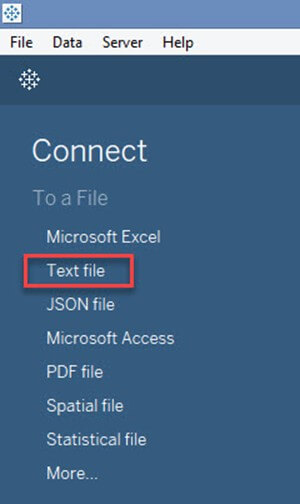 File Data Server Help
Connect
To a File
Microsoft Excel
Text file
JSON file
Microsoft Access
PDF file
Spatial file
Statistical file
More...